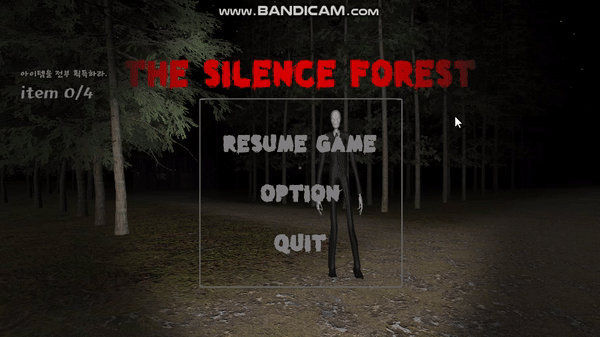 www.BANDICAM.com
THE SILENCE FOREST
아이템을 전부 획득하라.
item 0/4
RESUME GAME
OPTION
QUIT